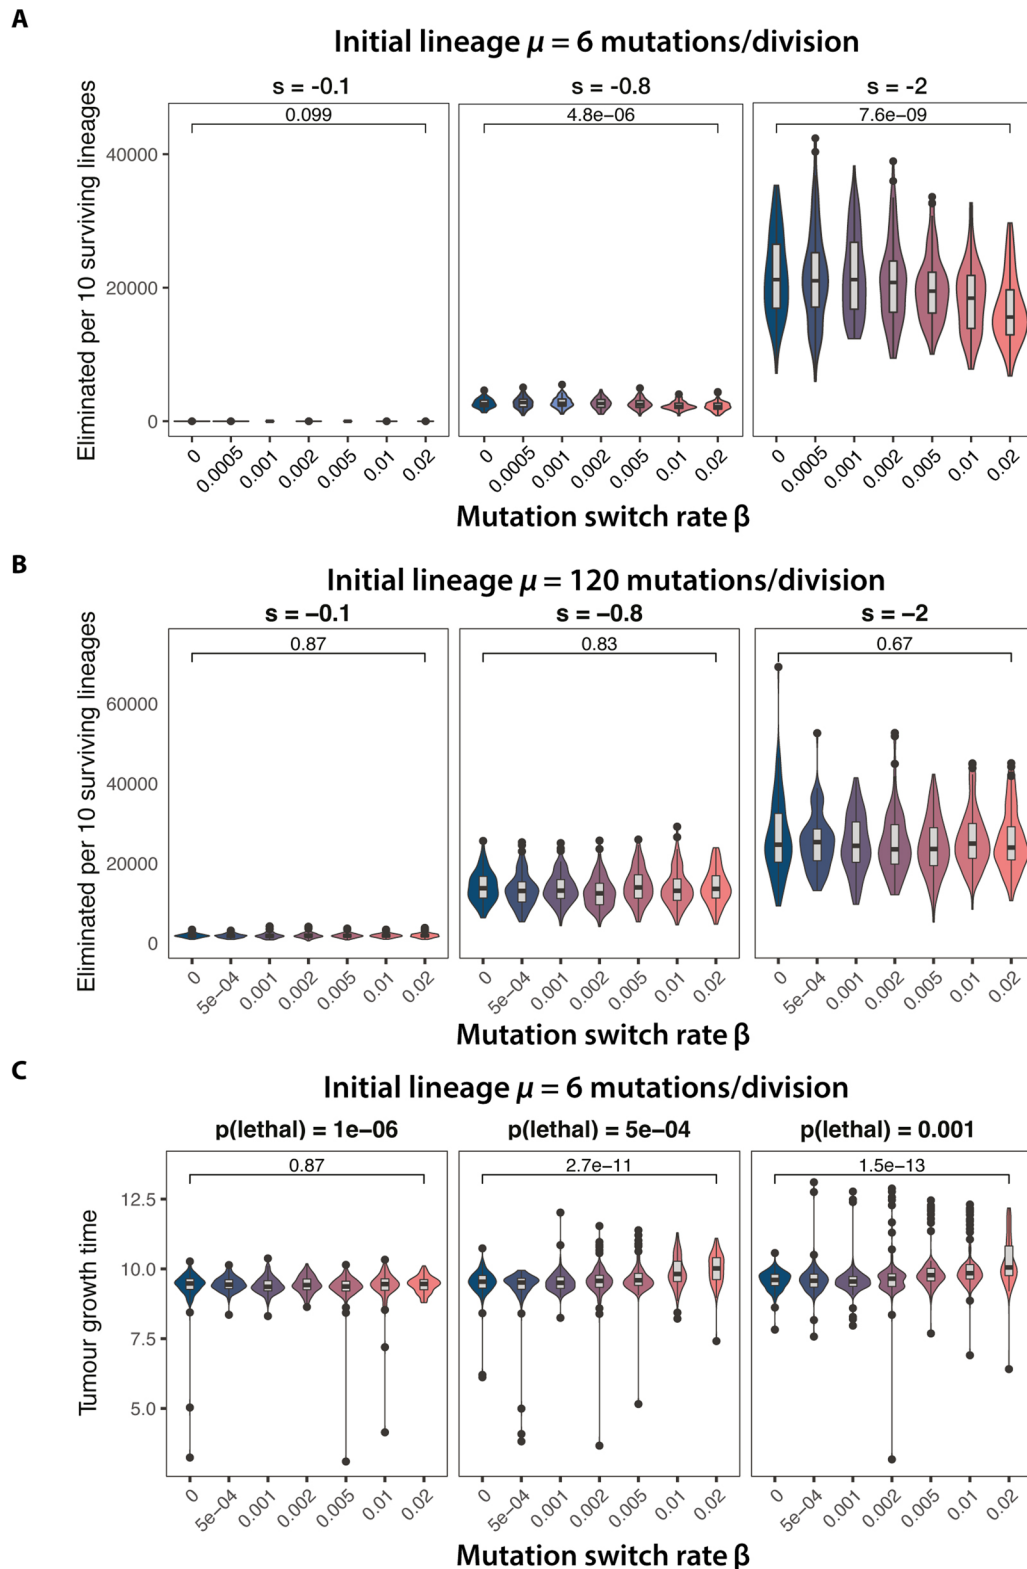 A
Initial lineage μ = 6 mutations/division
s = -0.1 s = -0.8 s = -2
0.099 4.8e−06 7.6e−09
Eliminated per 10 surviving lineages
40000
20000
0
0 0.0005 0.001 0.002 0.005 0.01 0.02 0 0.0005 0.001 0.002 0.005 0.01 0.02 0 0.0005 0.001 0.002 0.005 0.01 0.02
Mutation switch rate β
B
Initial lineage μ = 120 mutations/division
s = −0.1 s = −0.8 s = −2
0.87 0.83 0.67
Eliminated per 10 surviving lineages
60000
40000
20000
0
0 5e−04 0.001 0.002 0.005 0.01 0.02 0 5e−04 0.001 0.002 0.005 0.01 0.02 0 5e−04 0.001 0.002 0.005 0.01 0.02
Mutation switch rate β
C
Initial lineage μ = 6 mutations/division
p(lethal) = 1e−06 p(lethal) = 5e−04 p(lethal) = 0.001
0.87 2.7e−11 1.5e−13
Tumour growth time
12.5
10.0
7.5
5.0
0 5e−04 0.001 0.002 0.005 0.01 0.02 0 5e−04 0.001 0.002 0.005 0.01 0.02 0 5e−04 0.001 0.002 0.005 0.01 0.02
Mutation switch rate β